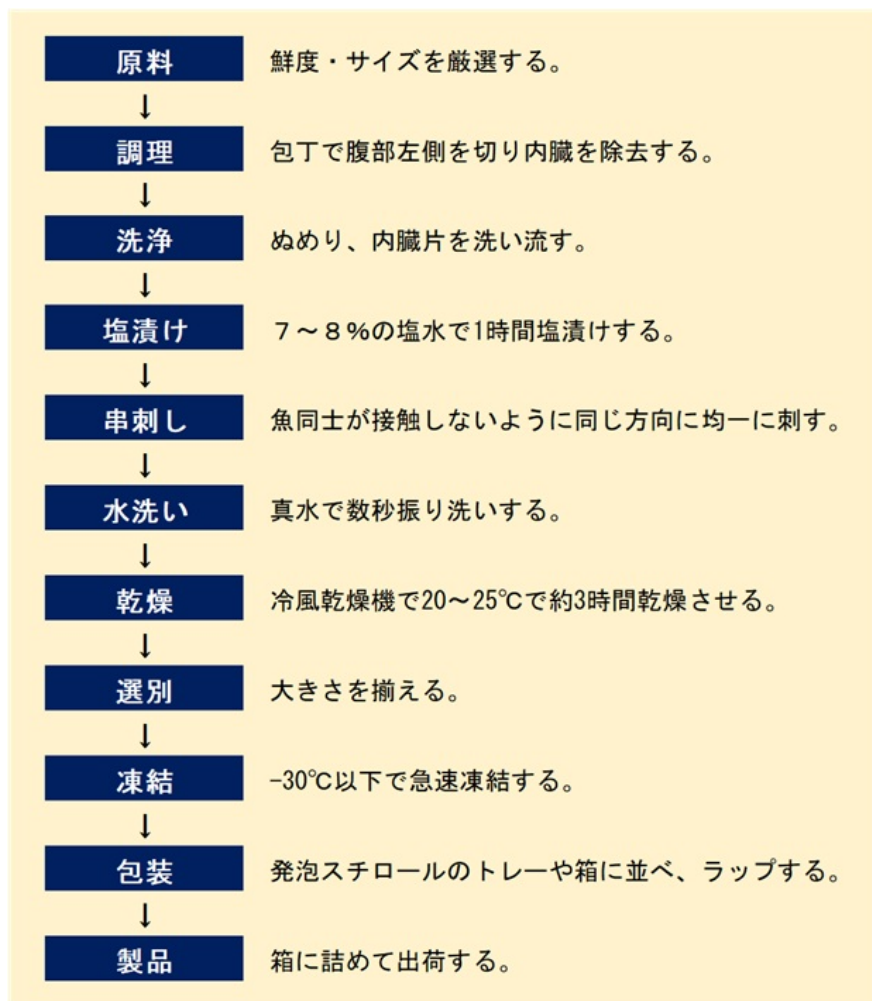 原料 鮮度・サイズを厳選する。
↓
調理 包丁で腹部左側を切り内臓を除去する。
↓
洗浄 ぬめり、内臓片を洗い流す。
↓
塩漬け 7～8%の塩水で1時間塩漬けする。
↓
串刺し 魚同士が接触しないように同じ方向に均一に刺す。
↓
水洗い 真水で数秒振り洗いする。
↓
乾燥 冷風乾燥機で20～25℃で約3時間乾燥させる。
↓
選別 大きさを揃える。
↓
凍結 -30℃以下で急速凍結する。
↓
包装 発泡スチロールのトレーや箱に並べ、ラップする。
↓
製品 箱に詰めて出荷する。